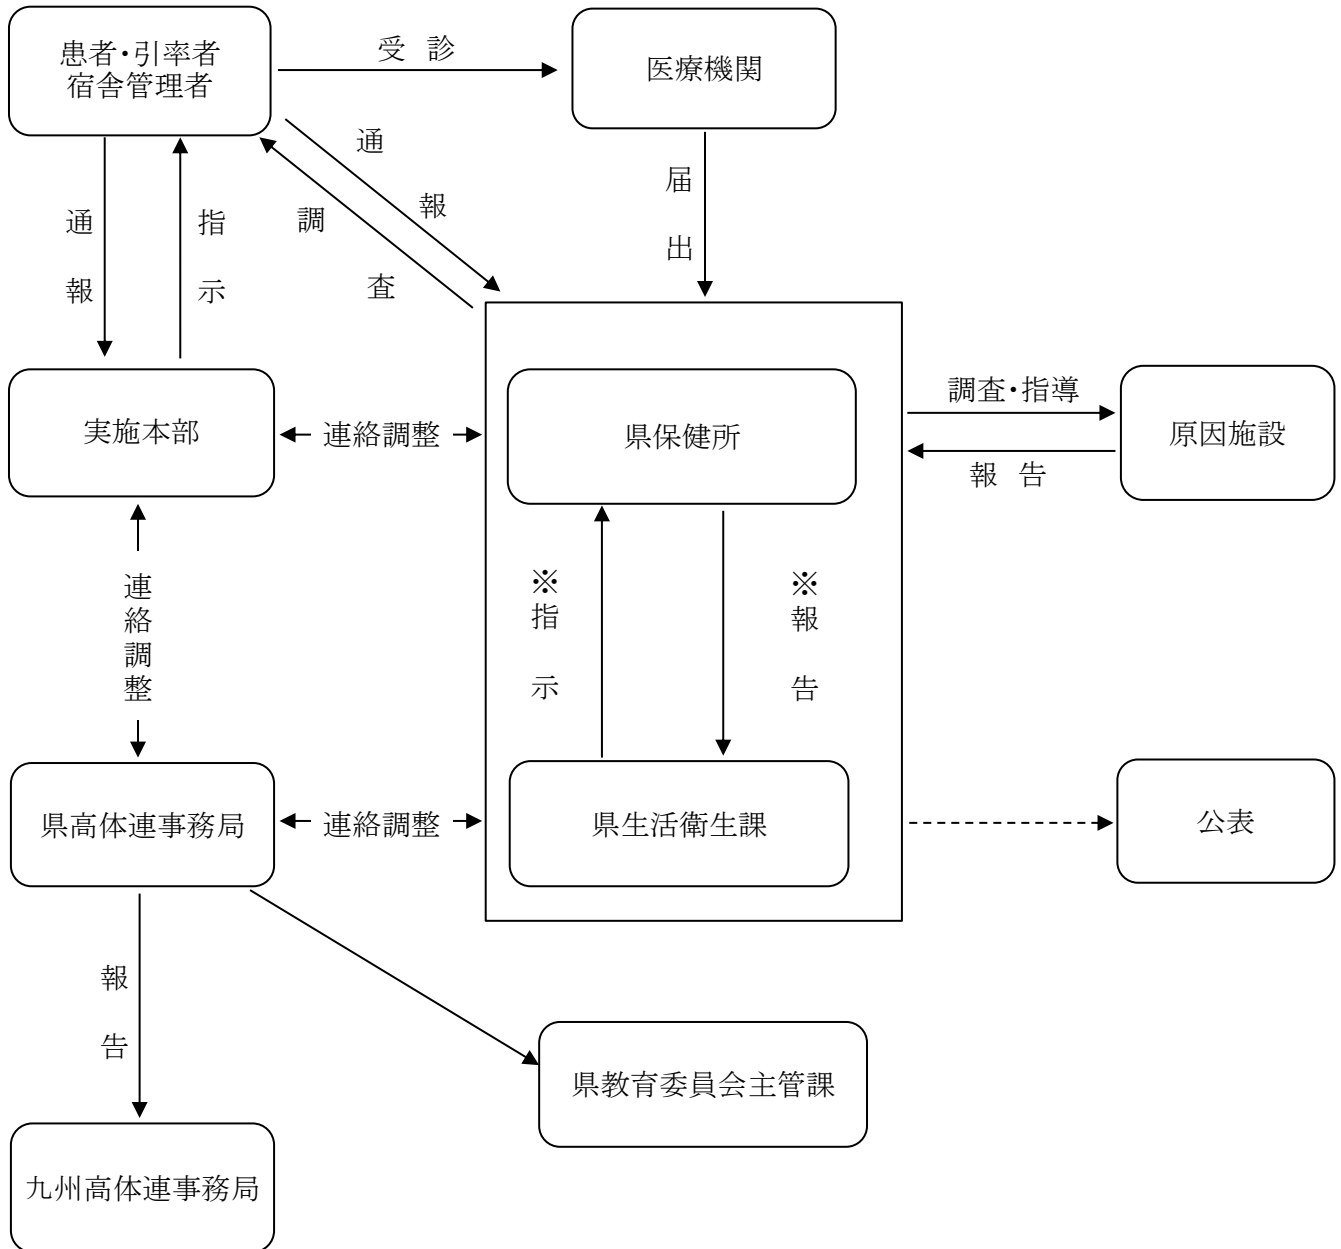 患者・引率者
宿舎管理者
受 診
医療機関
通 報
指 示
通 報
調 査
届 出
実施本部
連絡調整
県保健所
調査・指導
原因施設
報 告
※指 示
※報 告
連絡調整
県高体連事務局
連絡調整
県生活衛生課
公表
報 告
県教育委員会主管課
九州高体連事務局